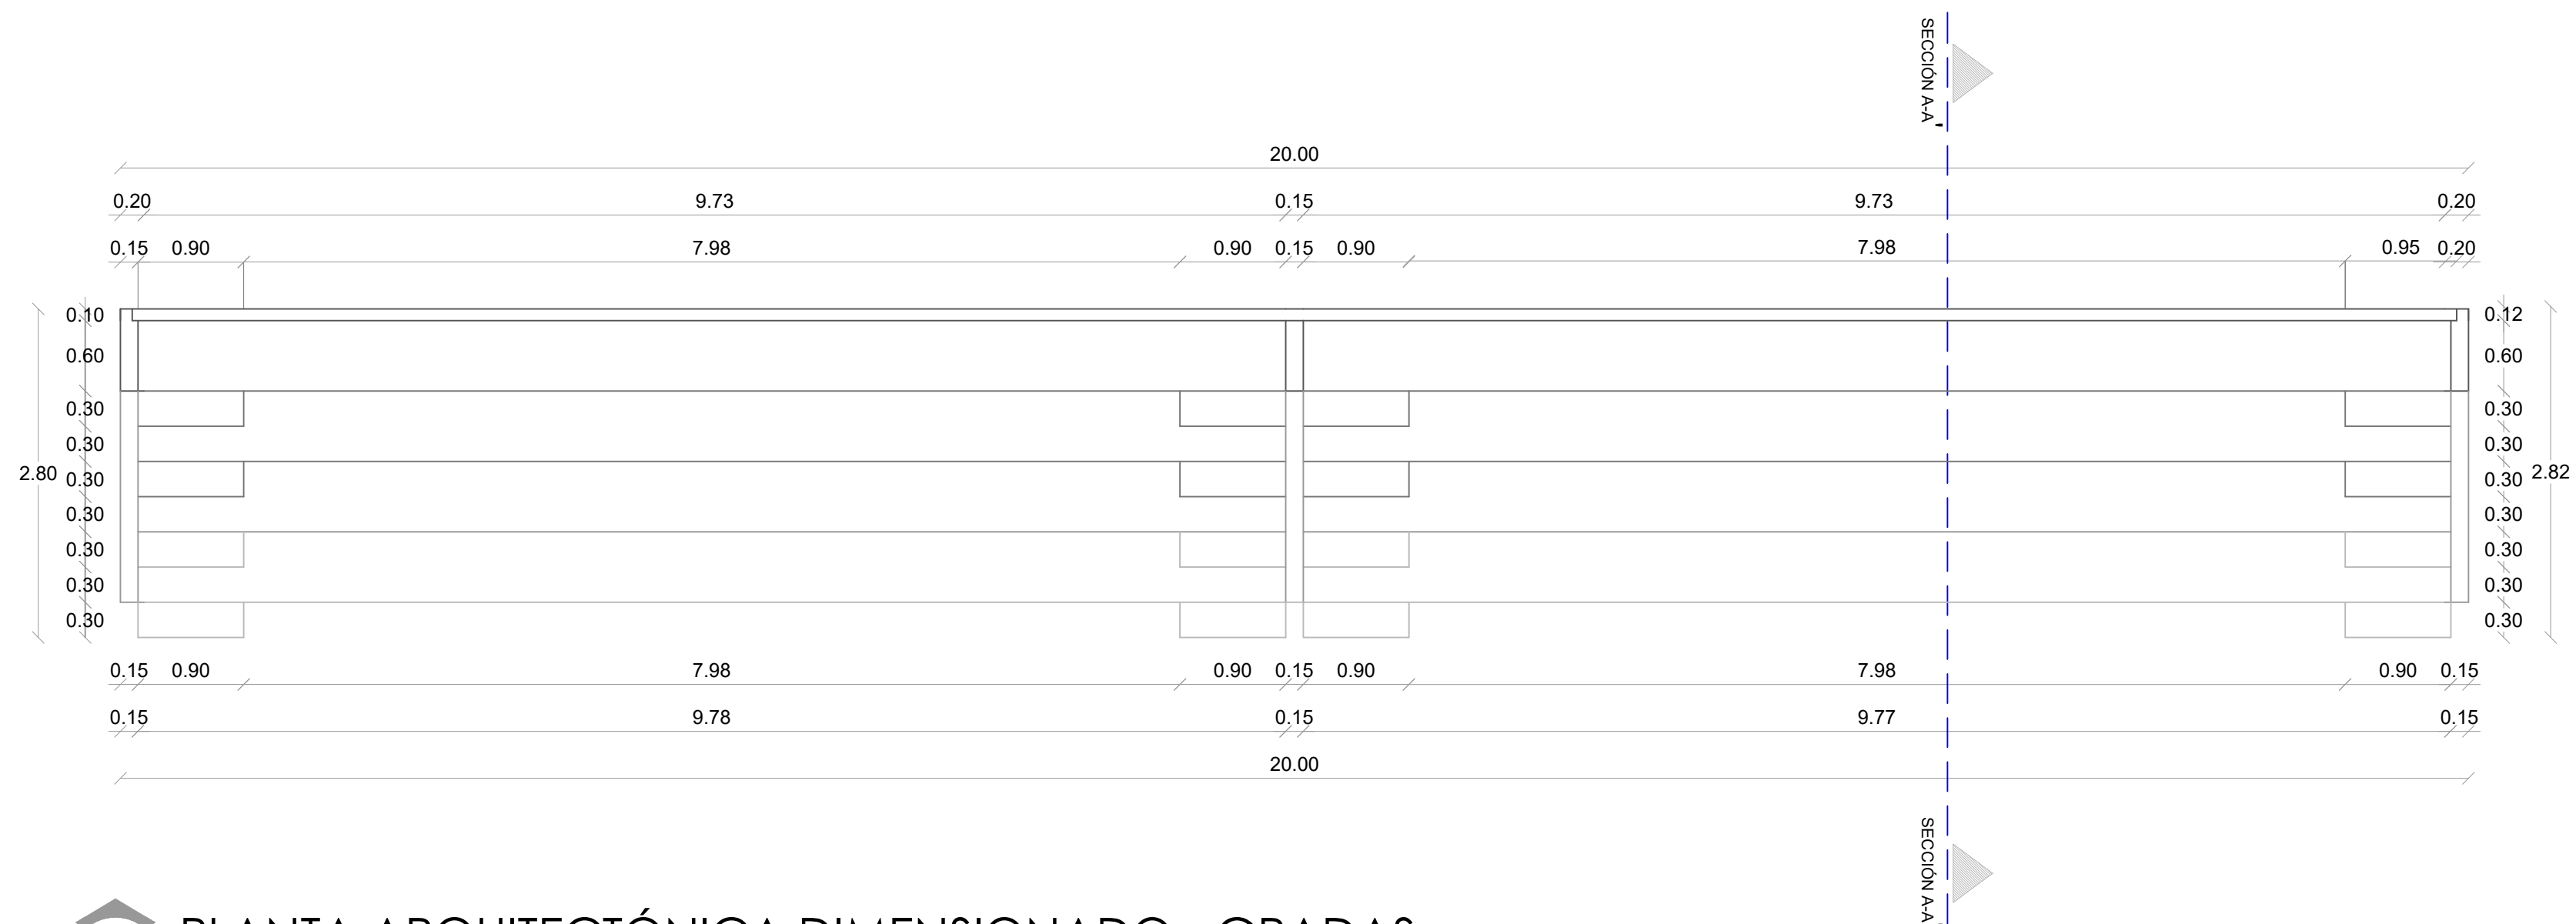 SECCIÓN A-A'
20.00
0.20 9.73 0.15 9.73 0.20
0.15 0.90 7.98 0.90 0.15 0.90 7.98 0.95 0.20
0.10 0.12
0.60 0.60
0.30 0.30
0.30 0.30
2.80 0.30 0.30 2.82
0.30 0.30
0.30 0.30
0.30 0.30
0.30 0.30
0.15 0.90 7.98 0.90 0.15 0.90 7.98 0.90 0.15
0.15 9.78 0.15 9.77 0.15
20.00
SECCIÓN A-A
PLANTA ARQUITECTÓNICA DIMENSIONADO - GRADAS